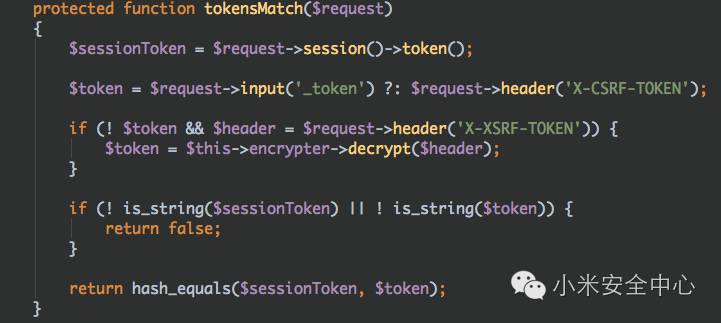 protected function tokensMatch($request)
{
    $sessionToken = $request->session()->token();
    $token = $request->input('_token') ?: $request->header('X-CSRF-TOKEN');
    if (! $token && $header = $request->header('X-XSRF-TOKEN')) {
        $token = $this->encrypter->decrypt($header);
    }
    if (! is_string($sessionToken) || ! is_string($token)) {
        return false;
    }
    return hash_equals($sessionToken, $token);
小米安全中心
}